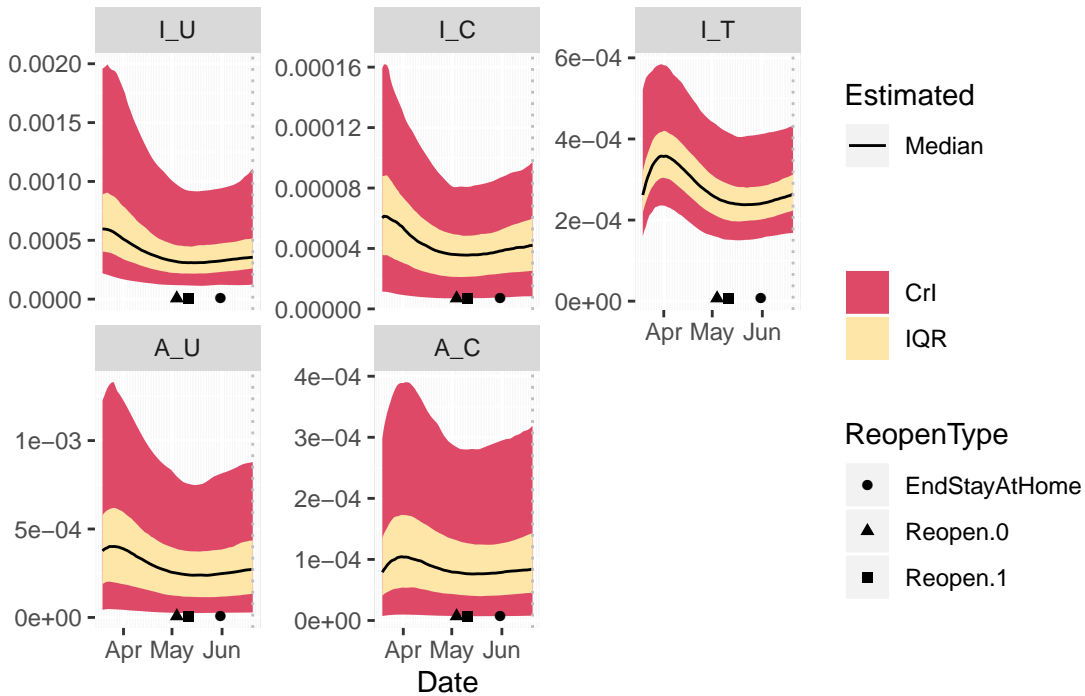 I_U
0.0020
0.0015
0.0010
0.0005
0.0000
I_C
0.00016
0.00012
0.00008
0.00004
0.00000
I_T
6e−04
4e−04
2e−04
0e+00
Apr May Jun
A_U
1e−03
5e−04
0e+00
Apr May Jun
A_C
4e−04
3e−04
2e−04
1e−04
0e+00
Apr May Jun
Date
Estimated
Median
CrI
IQR
ReopenType
EndStayAtHome
Reopen.0
Reopen.1